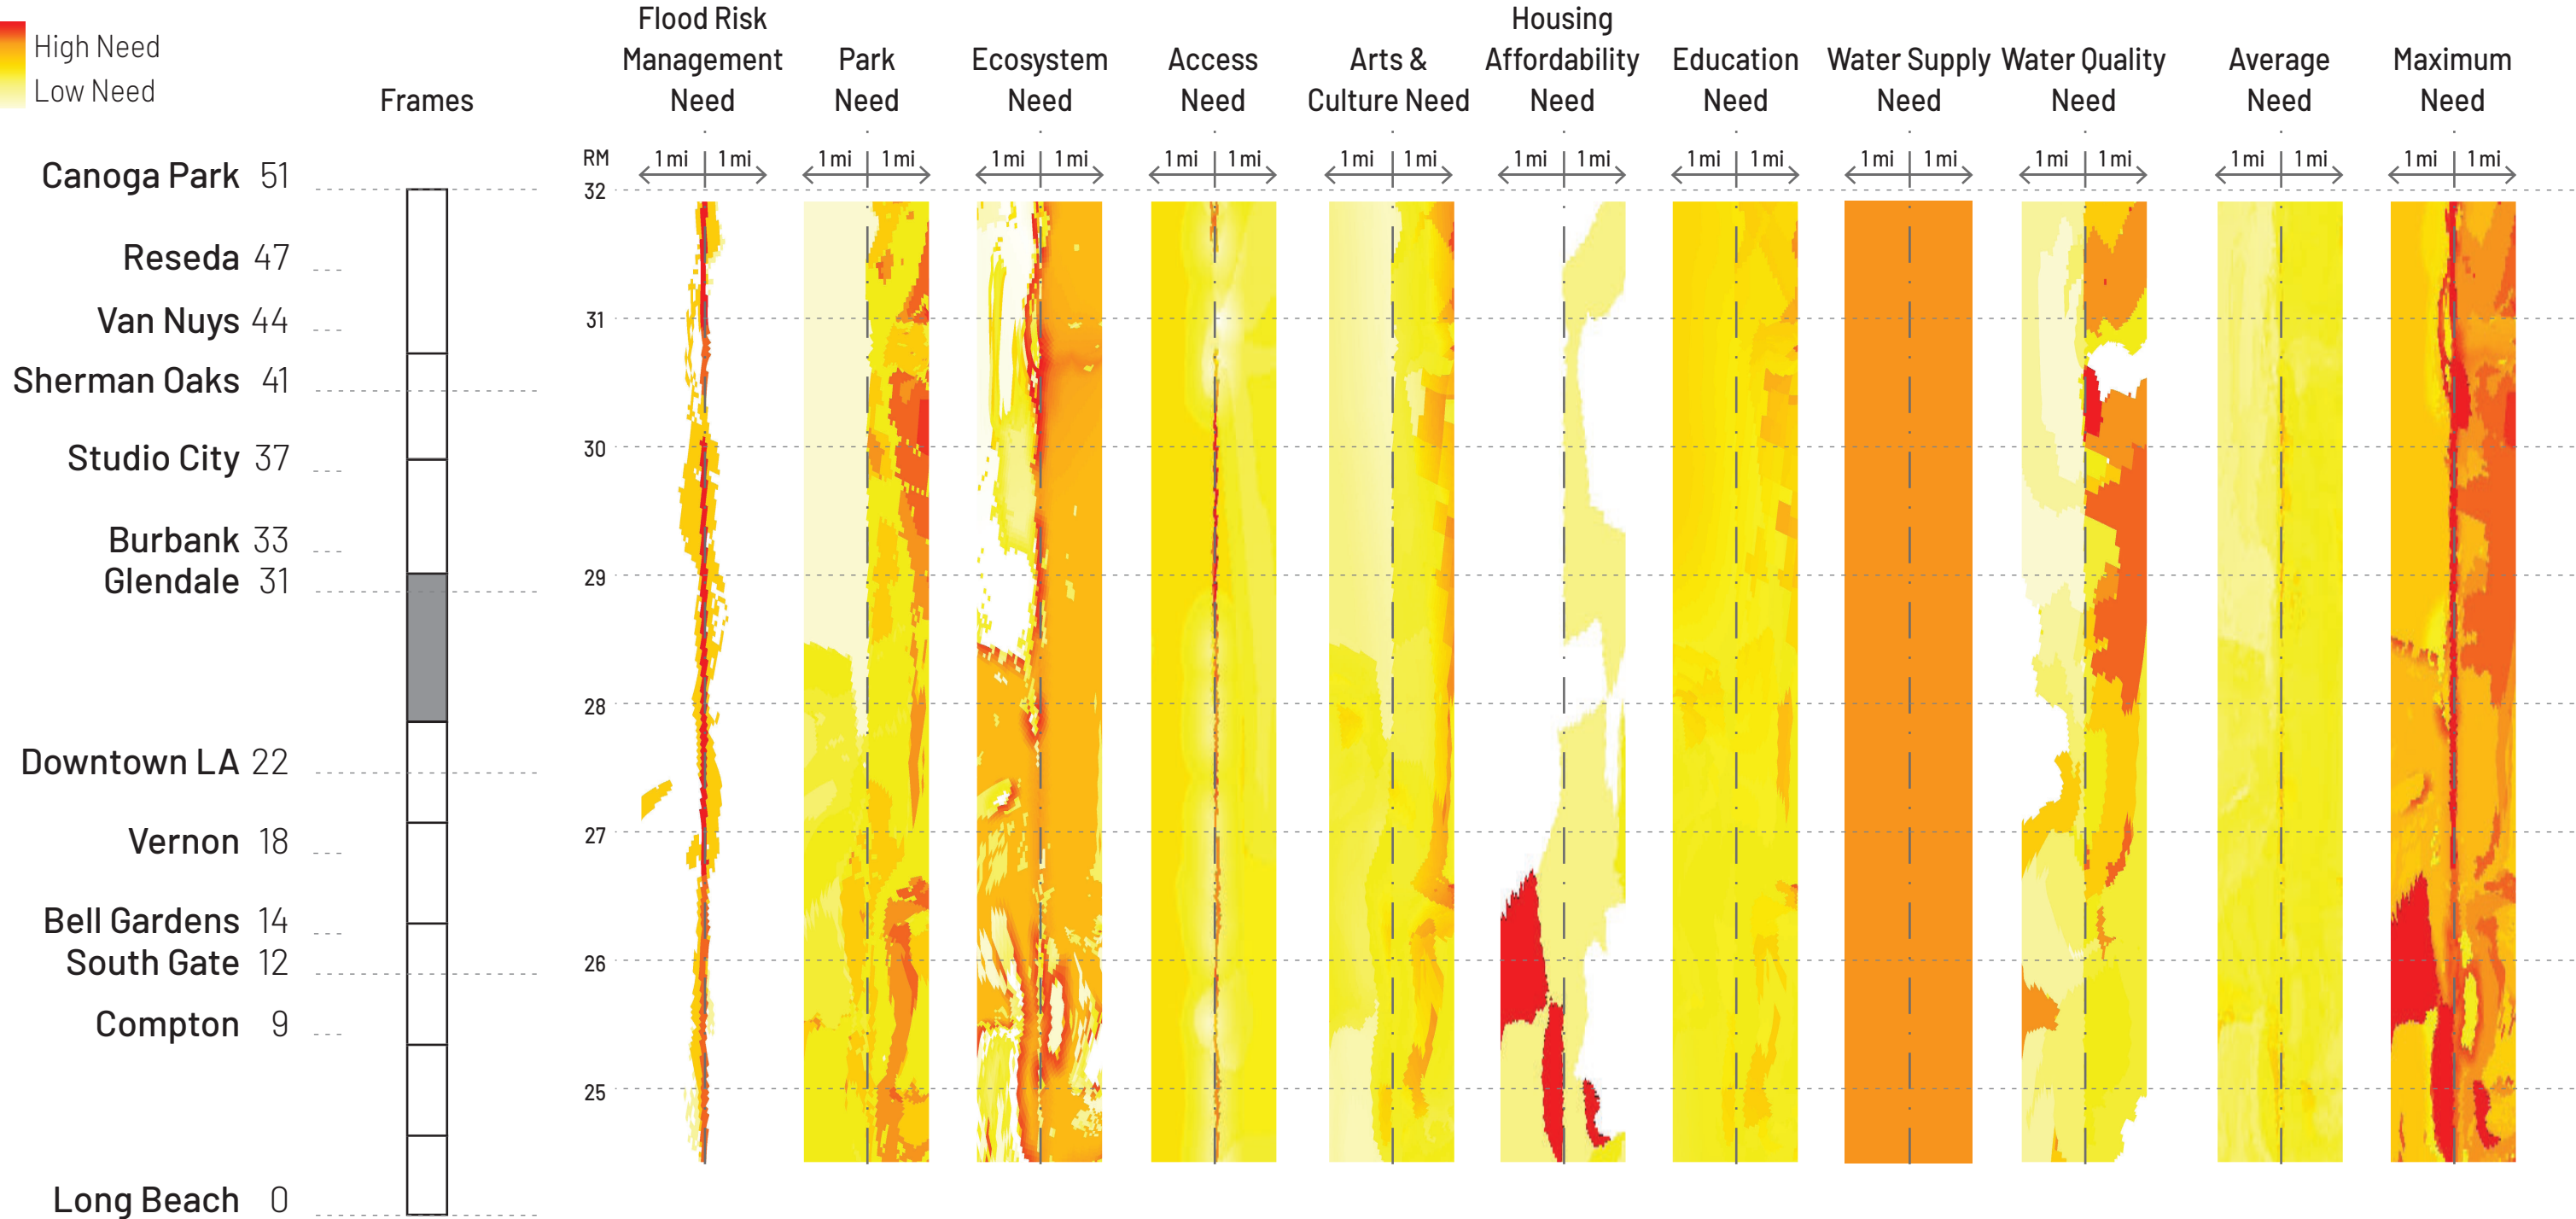 High Need
Low Need
Frames
Flood Risk
Management
Need
Park
Need
Ecosystem
Need
Access
Need
Arts &
Culture Need
Housing
Affordability
Need
Education
Need
Water Supply
Need
Water Quality
Need
Average
Need
Maximum
Need
RM
1 mi 1 mi
1 mi 1 mi
1 mi 1 mi
1 mi 1 mi
1 mi 1 mi
1 mi 1 mi
1 mi 1 mi
1 mi 1 mi
1 mi 1 mi
1 mi 1 mi
1 mi 1 mi
Canoga Park 51
Reseda 47
Van Nuys 44
Sherman Oaks 41
Studio City 37
Burbank 33
Glendale 31
Downtown LA 22
Vernon 18
Bell Gardens 14
South Gate 12
Compton 9
Long Beach 0
32
31
30
29
28
27
26
25